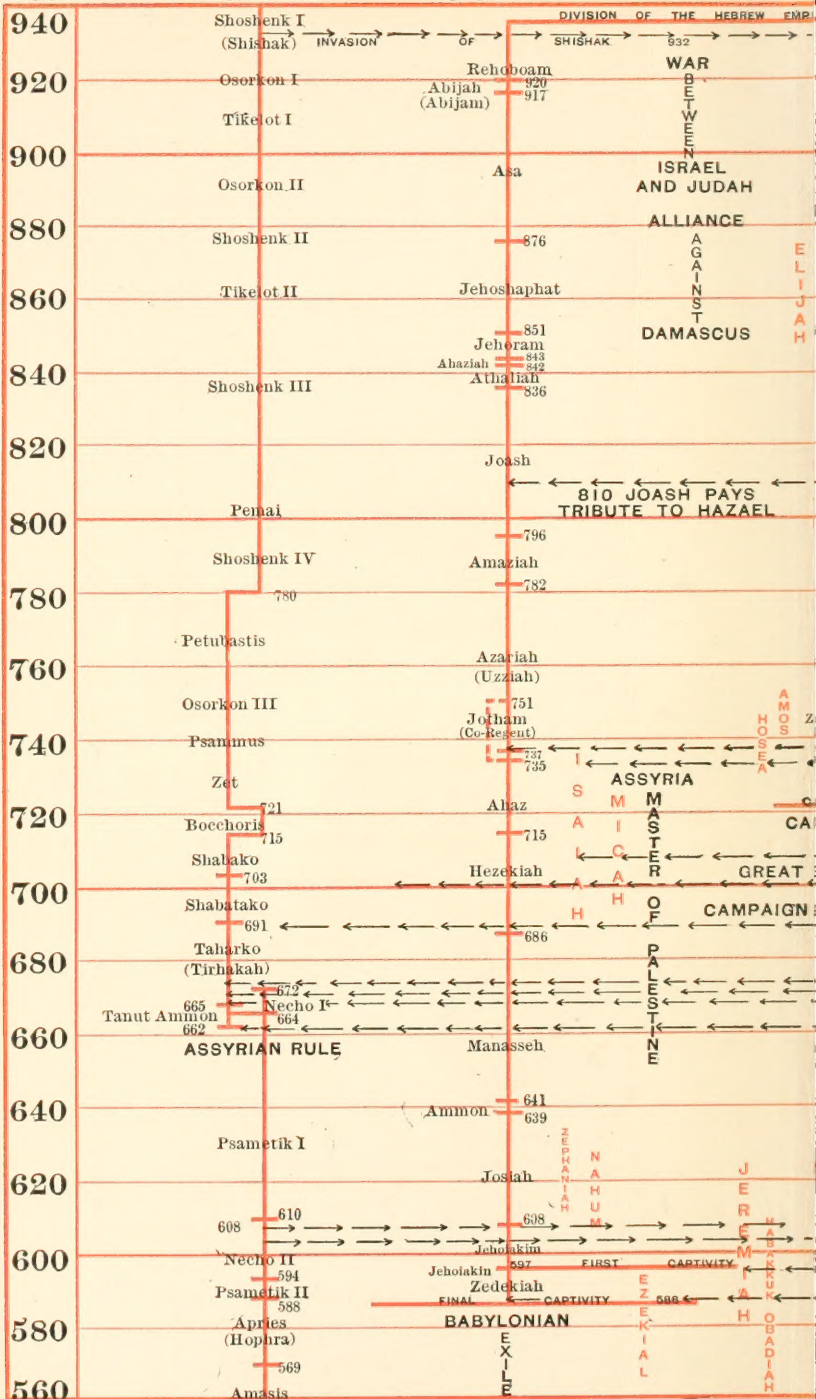 DIVISION OF THE HEBREW
940
Shoshenk I
(Shishak) INVASION OF SHISHAK 932
WAR
BETWEEN
ISRAEL
AND JUDAH
Rehoboam
920
Osorkon I
920
Abijah
917
(Abijam)
Tikelot I
900
Asa
Osorkon II
ALLIANCE
AGAINST
DAMASCUS
ELIJAH
880
Shoshenk II
876
860
Tikelot II
Jehoshaphat
851
Jehoram
843
Ahaziah
842
840
Athaliah
Shoshenk III
836
820
Joash
810 JOASH PAYS
TRIBUTE TO HAZAEL
800
Pemai
796
Shoshenk IV
Amaziah
782
780
780
Petubastis
Azariah
760
(Uzziah)
Osorkon III
751
AMOS
HOSEA
Jotham
(Co-Regent)
740
Psammus
737
735
ASSYRIA
MASTER OF PALESTINE
ISAIAH
MICAH
Zet
Ahaz
721
720
Bocchoris
715
715
Shabako
Hezekiah
GREAT
703
700
Shabatako
CAMPAIGN
691
686
Taharko
680
(Tirhakah)
672
665
Necho I
Tanut Ammon
664
662
660
ASSYRIAN RULE
Manasseh
641
640
Ammon
639
Psametik I
ZEPHANIAH
NAHUM
JEREMIAH
Josiah
620
610
608
608
HABAKKUK
Jehoiakim
600
Necho II
597 FIRST CAPTIVITY
Jehoiakin
594
Zedekiah
Psametik II
588
FINAL CAPTIVITY 586
EZEKIAL
OBADIAH
Apries
BABYLONIAN
EXILE
580
(Hophra)
569
560
Amasis